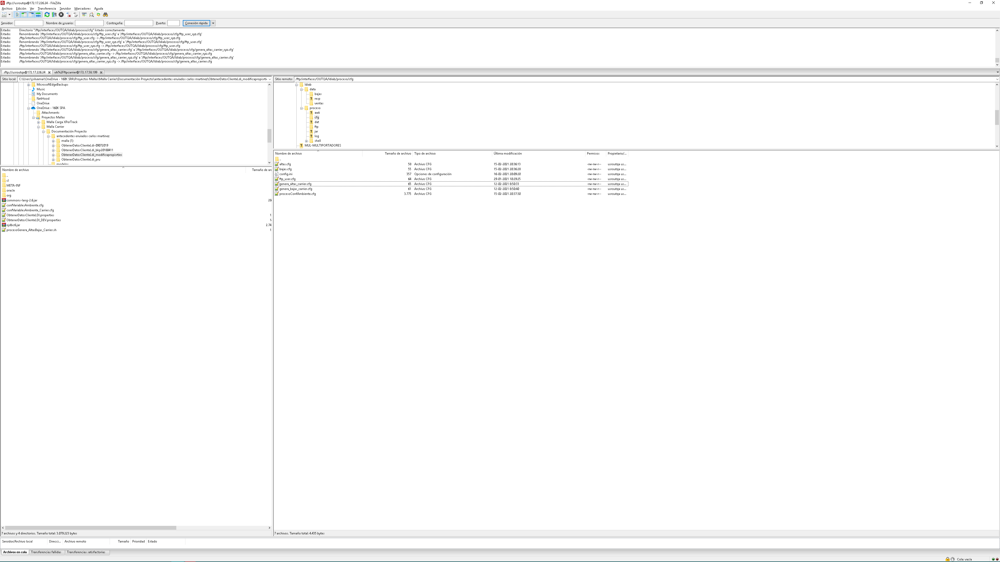 sftp://usroutqa@172.17.226.24 - FileZilla
Archivo Edición Ver Transferencia Servidor Marcadores Ayuda
Servidor: Nombre de usuario: Contraseña: Puerto: Conexión rápida
Estado: Directorio "/ftp/interfaces/OUTQA/ldiab/proceso/cfg" listado correctamente
Estado: Renombrando '/ftp/interfaces/OUTQA/ldiab/proceso/cfg/ftp_user.cfg' a '/ftp/interfaces/OUTQA/ldiab/proceso/cfg/ftp_user_xyz.cfg'
Estado: /ftp/interfaces/OUTQA/ldiab/proceso/cfg/ftp_user.cfg -> /ftp/interfaces/OUTQA/ldiab/proceso/cfg/ftp_user_xyz.cfg
Estado: Renombrando '/ftp/interfaces/OUTQA/ldiab/proceso/cfg/ftp_user_xyz.cfg' a '/ftp/interfaces/OUTQA/ldiab/proceso/cfg/ftp_user.cfg'
Estado: /ftp/interfaces/OUTQA/ldiab/proceso/cfg/ftp_user_xyz.cfg -> /ftp/interfaces/OUTQA/ldiab/proceso/cfg/ftp_user.cfg
Estado: Renombrando '/ftp/interfaces/OUTQA/ldiab/proceso/cfg/genera_altas_carrier.cfg' a '/ftp/interfaces/OUTQA/ldiab/proceso/cfg/genera_altas_carrier_xyz.cfg'
Estado: /ftp/interfaces/OUTQA/ldiab/proceso/cfg/genera_altas_carrier.cfg -> /ftp/interfaces/OUTQA/ldiab/proceso/cfg/genera_altas_carrier_xyz.cfg
Estado: Renombrando '/ftp/interfaces/OUTQA/ldiab/proceso/cfg/genera_altas_carrier_xyz.cfg' a '/ftp/interfaces/OUTQA/ldiab/proceso/cfg/genera_altas_carrier.cfg'
Estado: /ftp/interfaces/OUTQA/ldiab/proceso/cfg/genera_altas_carrier_xyz.cfg -> /ftp/interfaces/OUTQA/ldiab/proceso/cfg/genera_altas_carrier.cfg
sftp://usroutqa@172.17.226.24 vtr%2Fftpcarrier@172.17.58.199
Sitio local: C:\Users\jsilvamar\OneDrive - 160K SPA\Proyectos Mallas\Malla Carrier\Documentación Proyecto\antecedentes enviados carlos martinez\ObtenerDatosClienteLdi_modificapropisrti
MicrosoftEdgeBackups
Music
My Documents
NetHood
OneDrive
OneDrive - 160K SPA
Attachments
Proyectos Mallas
Malla Carga XPerTrack
Malla Carrier
Documentación Proyecto
antecedentes enviados carlos martinez
malla (1)
ObtenerDatosClienteLdi-09072019
ObtenerDatosClienteLdi_bkp20180411
ObtenerDatosClienteLdi_modificapropisrties
ObtenerDatosClienteLdi_pru
modelos
Nombre de archivo Tamaño de arc
..
cl
META-INF
oracle
org
commons-lang-2.6.jar 28
confVariablesAmbiente.cfg
confVariablesAmbiente_Carrier.cfg
ObtenerDatosClienteLDI.properties 1
ObtenerDatosClienteLDI_DEV.properties 1
ojdbc6.jar 2.74
procesoGenera_AltasBajas_Carrier.sh 1
7 archivos y 4 directorios. Tamaño total: 3.079.223 bytes
Sitio remoto: /ftp/interfaces/OUTQA/ldiab/proceso/cfg
ldiab
data
bajas
resp
ventas
proceso
awk
cfg
dat
ftp
jar
log
shell
MUL-MULTIPORTADORES
Nombre de archivo Tamaño de archivo Tipo de archivo Última modificación Permisos Propietario/...
..
altas.cfg 58 Archivo CFG 15-02-2021 20:36:13 -rw-rw-r-- usroutqa us...
bajas.cfg 55 Archivo CFG 15-02-2021 20:36:28 -rw-rw-r-- usroutqa us...
config.ini 357 Opciones de configuración 16-02-2021 20:09:20 -rw-rw-r-- usroutqa us...
ftp_user.cfg 64 Archivo CFG 29-01-2021 10:29:25 -rw-rw-r-- usroutqa us...
genera_altas_carrier.cfg 65 Archivo CFG 12-02-2021 8:50:33 -rw-rw-r-- usroutqa us...
genera_bajas_carrier.cfg 61 Archivo CFG 12-02-2021 8:50:40 -rw-rw-r-- usroutqa us...
procesoConfAmbiente.cfg 3.775 Archivo CFG 15-02-2021 20:37:30 -rw-rw-r-- usroutqa us...
7 archivos. Tamaño total: 4.435 bytes
Servidor/Archivo local Direcci... Archivo remoto Tamaño Prioridad Estado
Archivos en cola Transferencias fallidas Transferencias satisfactorias
Cola: vacía